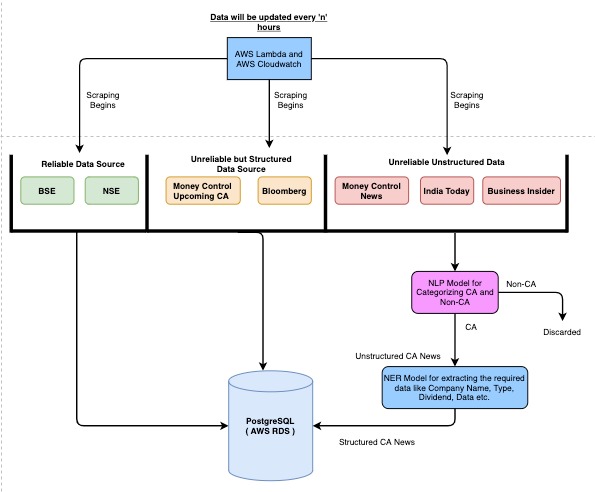 Data will be updated every 'n'
hours
AWS Lambda and
AWS Cloudwatch
Scraping
Begins
Scraping
Begins
Scraping
Begins
Reliable Data Source
BSE
NSE
Unreliable but Structured
Data Source
Money Control
Upcoming CA
Bloomberg
Unreliable Unstructured Data
Money Control
News
India Today
Business Insider
NLP Model for
Categorizing CA and
Non-CA
Non-CA
Discarded
CA
Unstructured CA News
NER Model for extracting the required
data like Company Name, Type,
Dividend, Data etc.
PostgreSQL
( AWS RDS )
Structured CA News